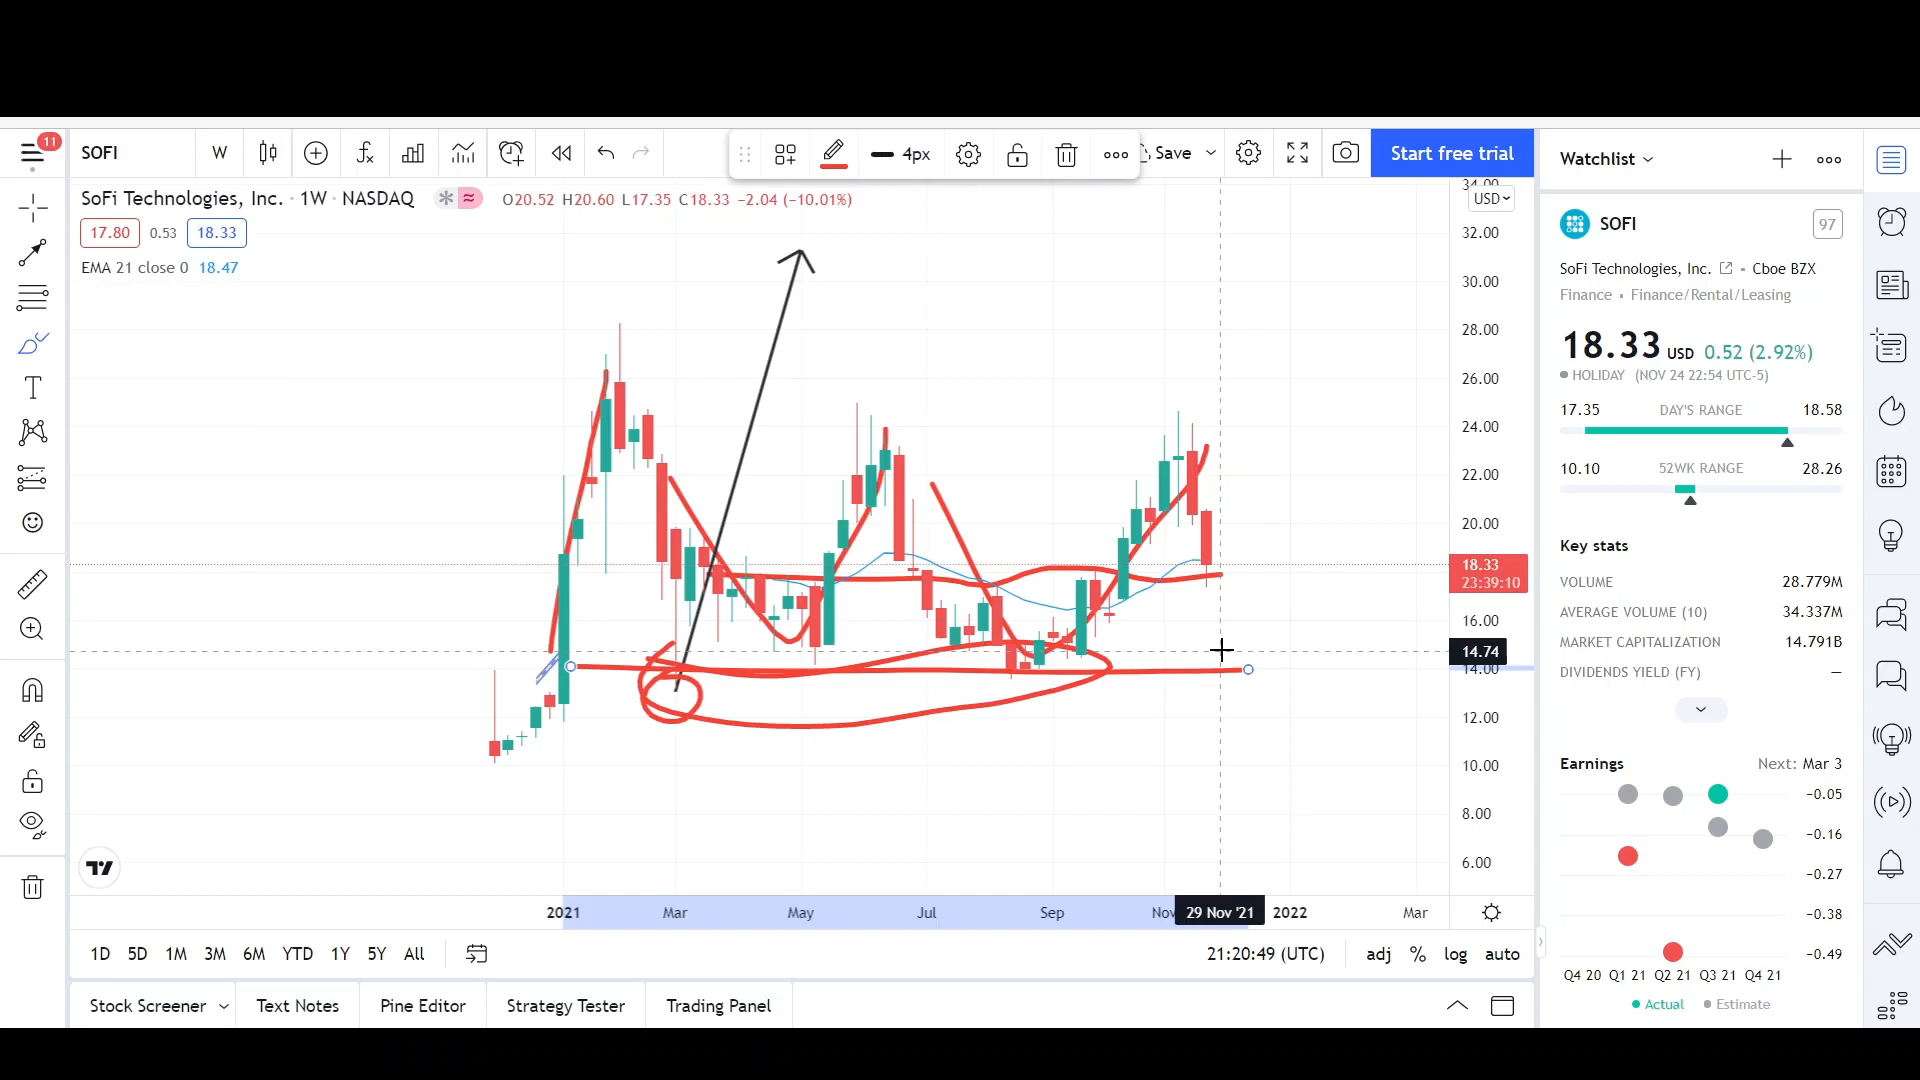 11
SOFI
W
4px
Save
Start free trial
SoFi Technologies, Inc. · 1W · NASDAQ
O20.52 H20.60 L17.35 C18.33 −2.04 (−10.01%)
17.80 0.53 18.33
EMA 21 close 0 18.47
34.00
USD
32.00
30.00
28.00
26.00
24.00
22.00
20.00
18.33
23:39:10
16.00
14.74
14.00
12.00
10.00
8.00
6.00
2021 Mar May Jul Sep Nov 29 Nov '21 2022 Mar
1D 5D 1M 3M 6M YTD 1Y 5Y All
21:20:49 (UTC)
adj % log auto
Stock Screener Text Notes Pine Editor Strategy Tester Trading Panel
Watchlist
SOFI
97
SoFi Technologies, Inc. Cboe BZX
Finance • Finance/Rental/Leasing
18.33 USD 0.52 (2.92%)
HOLIDAY (NOV 24 22:54 UTC-5)
17.35 DAY'S RANGE 18.58
10.10 52WK RANGE 28.26
Key stats
VOLUME 28.779M
AVERAGE VOLUME (10) 34.337M
MARKET CAPITALIZATION 14.791B
DIVIDENDS YIELD (FY) —
Earnings Next: Mar 3
−0.05
−0.16
−0.27
−0.38
−0.49
Q4 20 Q1 21 Q2 21 Q3 21 Q4 21
Actual Estimate